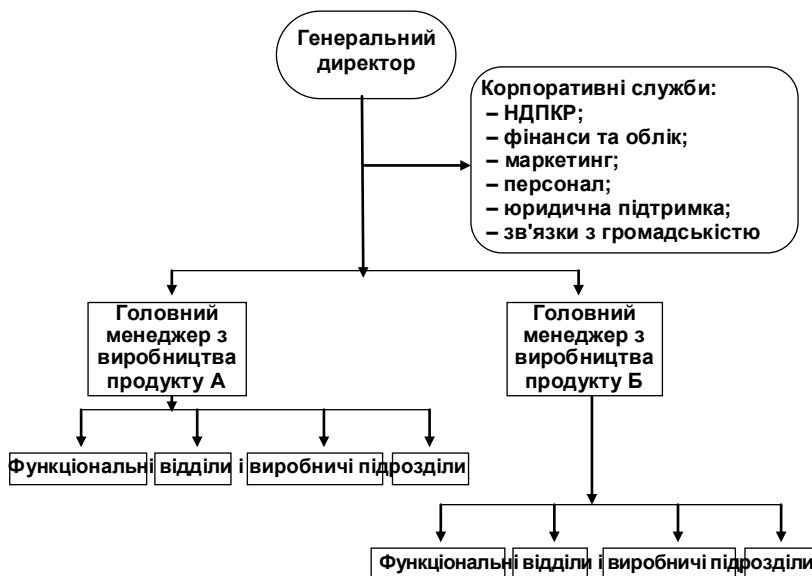 Генеральний
директор
Корпоративні служби:
– НДПКР;
– фінанси та облік;
– маркетинг;
– персонал;
– юридична підтримка;
– зв'язки з громадськістю
Головний
менеджер з
виробництва
продукту А
Головний
менеджер з
виробництва
продукту Б
Функціональні відділи і виробничі підрозділи
Функціональні відділи і виробничі підрозділи